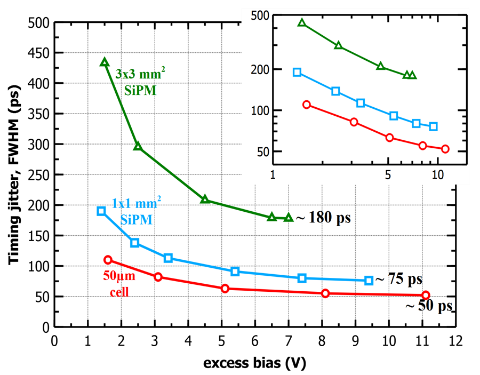 500
450
400
350
300
250
200
150
100
50
0
Timing jitter, FWHM (ps)
0 1 2 3 4 5 6 7 8 9 10 11 12
excess bias (V)
3x3 mm²
SiPM
1x1 mm²
SiPM
50µm
cell
~ 180 ps
~ 75 ps
~ 50 ps
500
200
100
50
1 5 10